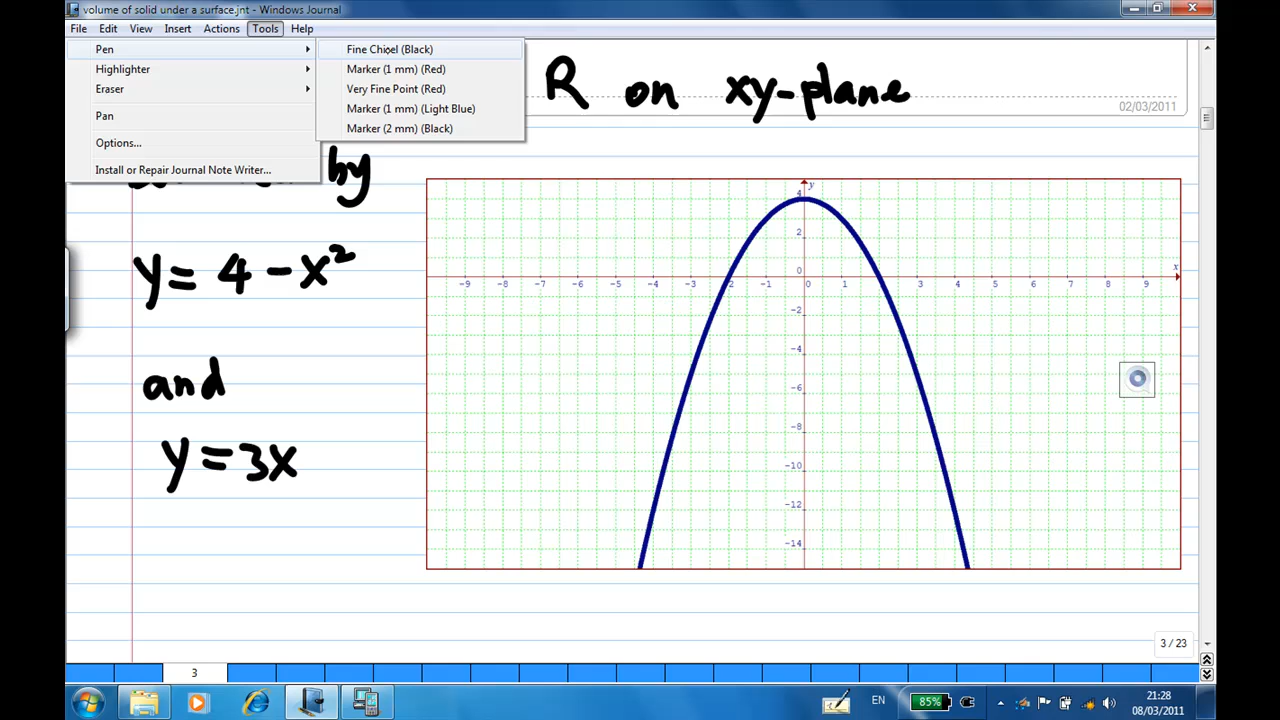 volume of solid under a surface.jnt - Windows Journal
File Edit View Insert Actions Tools Help
Pen
Highlighter
Eraser
Pan
Options...
Install or Repair Journal Note Writer...
Fine Chisel (Black)
Marker (1 mm) (Red)
Very Fine Point (Red)
Marker (1 mm) (Light Blue)
Marker (2 mm) (Black)
R on xy-plane
02/03/2011
by
y = 4 - x²
and
y = 3x
y
4
2
0
x
-9 -8 -7 -6 -5 -4 -3 -2 -1 0 1 3 4 5 6 7 8 9
-2
-4
-6
-8
-10
-12
-14
3 / 23
3
EN
85%
21:28
08/03/2011